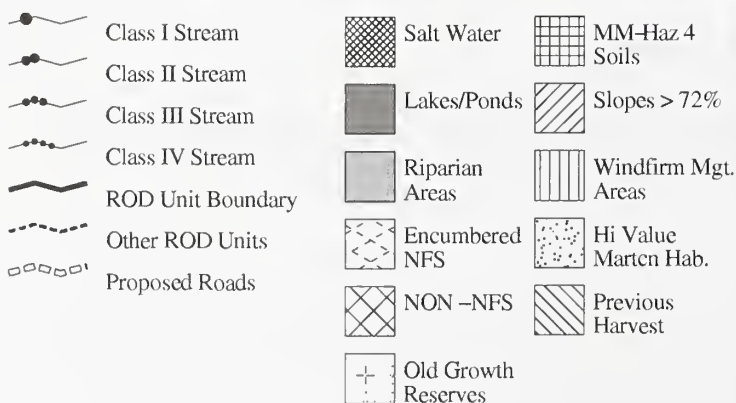 Class I Stream
Class II Stream
Class III Stream
Class IV Stream
ROD Unit Boundary
Other ROD Units
Proposed Roads
Salt Water
Lakes/Ponds
Riparian
Areas
Encumbered
NFS
NON –NFS
Old Growth
Reserves
MM–Haz 4
Soils
Slopes > 72%
Windfirm Mgt.
Areas
Hi Value
Marten Hab.
Previous
Harvest